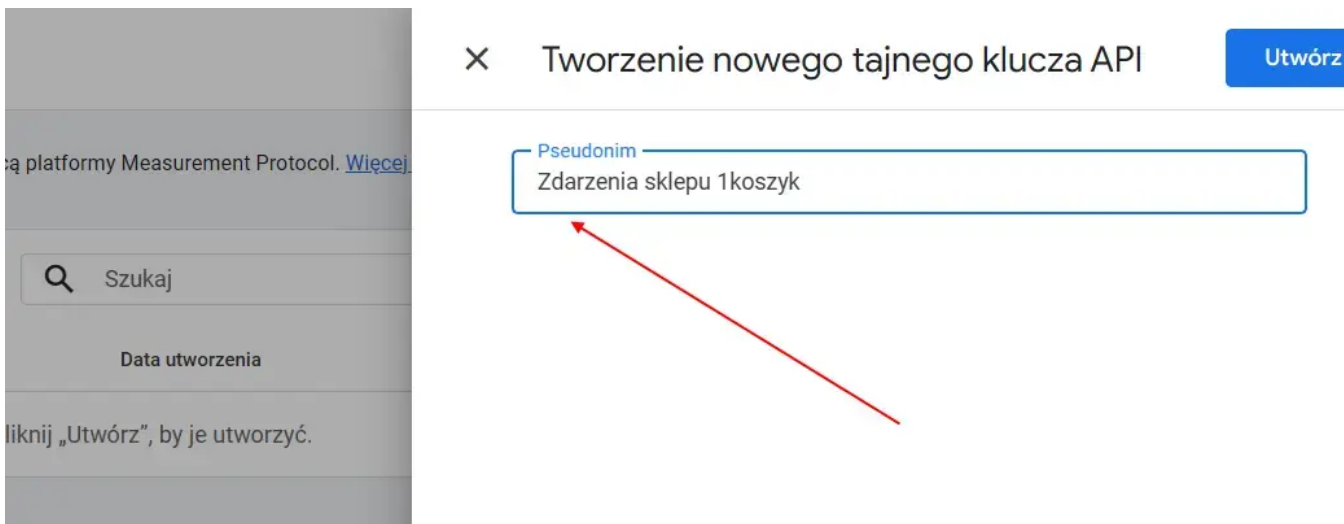 Tworzenie nowego tajnego klucza API
Utwórz
Pseudonim
Zdarzenia sklepu 1koszyk
platformy Measurement Protocol. Więcej
Szukaj
Data utworzenia
„Utwórz”, by je utworzyć.